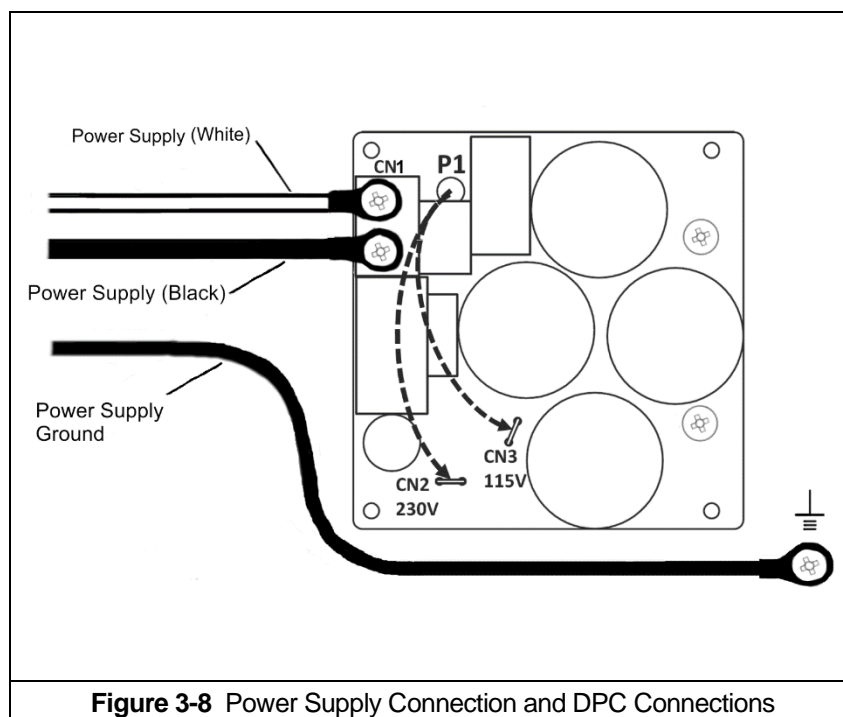 Power Supply (White)
CN1
P1
Power Supply (Black)
Power Supply
Ground
CN3
115V
CN2
230V
Figure 3-8 Power Supply Connection and DPC Connections